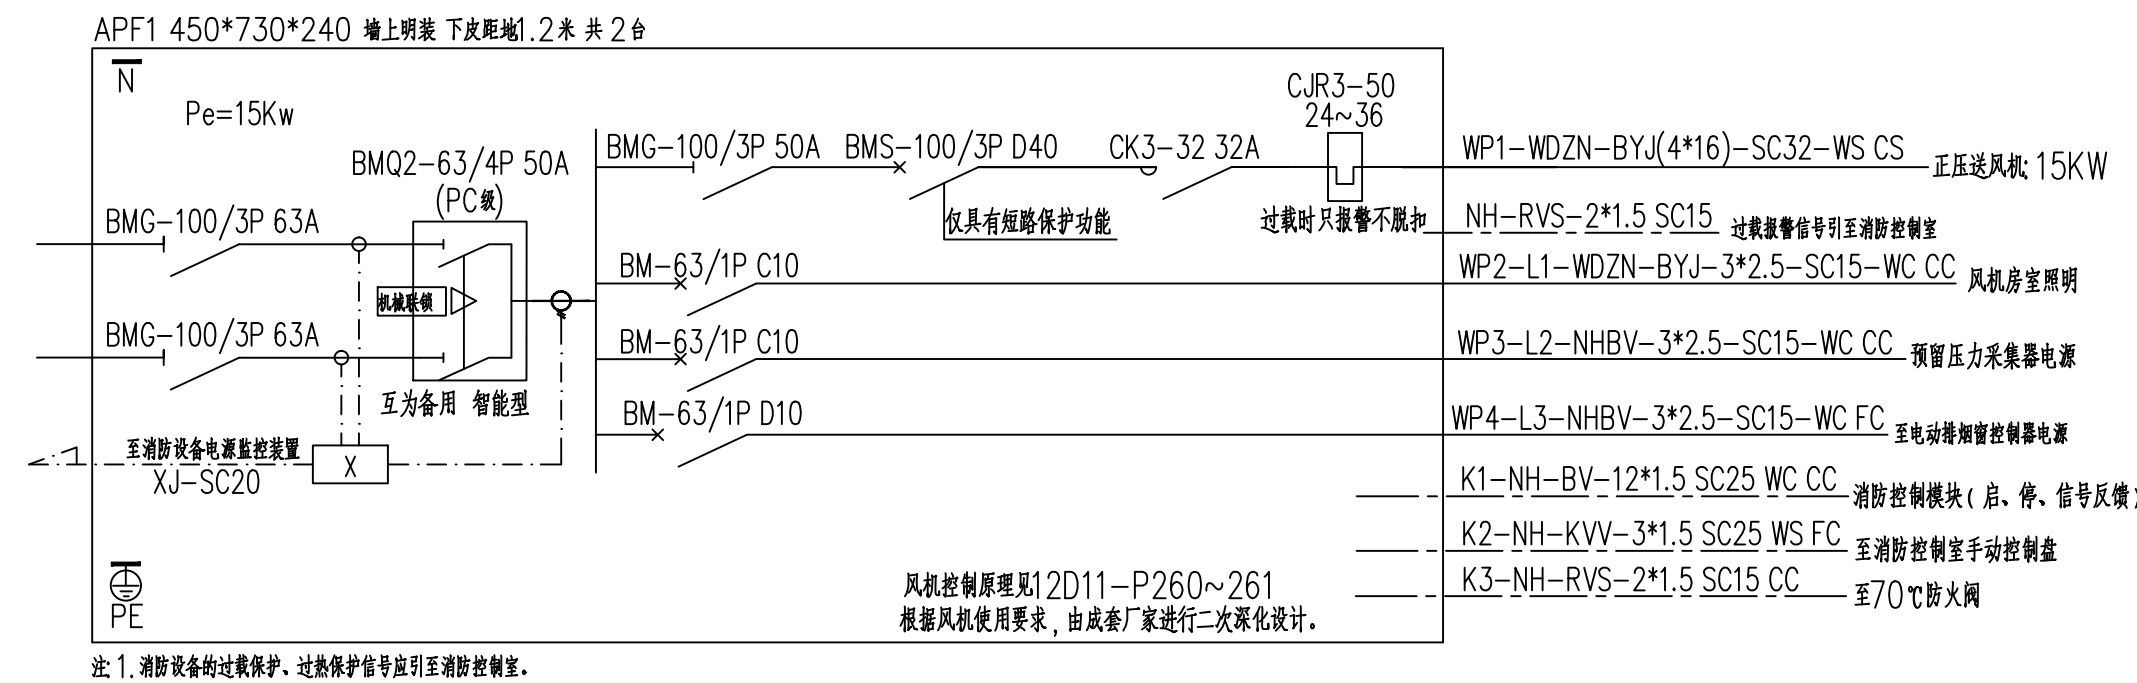 APF1 450*730*240 墙上明装 下皮距地1.2米 共2台
N
Pe=15Kw
BMQ2-63/4P 50A
(PC级)
BMG-100/3P 63A
机械联锁
BMG-100/3P 63A
互为备用 智能型
至消防设备电源监控装置
XJ-SC20
X
PE
BMG-100/3P 50A
BMS-100/3P D40
仅具有短路保护功能
CK3-32 32A
CJR3-50
24~36
过载时只报警不脱扣
BM-63/1P C10
BM-63/1P C10
BM-63/1P D10
WP1-WDZN-BYJ(4*16)-SC32-WS CS
正压送风机: 15KW
NH-RVS-2*1.5 SC15
过载报警信号引至消防控制室
WP2-L1-WDZN-BYJ-3*2.5-SC15-WC CC
风机房室照明
WP3-L2-NHBV-3*2.5-SC15-WC CC
预留压力采集器电源
WP4-L3-NHBV-3*2.5-SC15-WC FC
至电动排烟窗控制器电源
K1-NH-BV-12*1.5 SC25 WC CC
消防控制模块(启、停、信号反馈)
K2-NH-KVV-3*1.5 SC25 WS FC
至消防控制室手动控制盘
K3-NH-RVS-2*1.5 SC15 CC
至70℃防火阀
风机控制原理见12D11-P260~261
根据风机使用要求,由成套厂家进行二次深化设计。
注: 1. 消防设备的过载保护、过热保护信号应引至消防控制室。